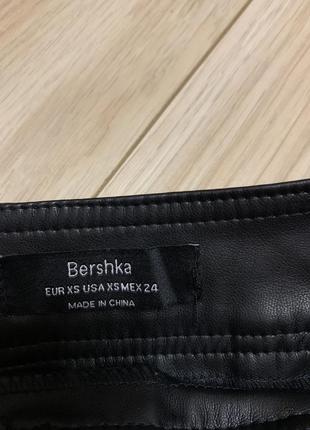 Bershka
EUR XS USA XS MEX 24
MADE IN CHINA